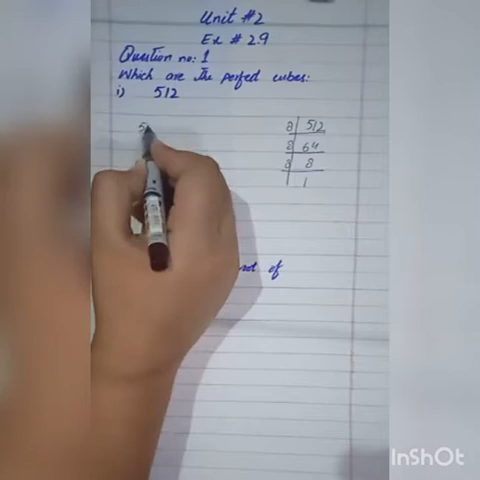 Unit #2
Ex # 2.9
Question no: 1
Which are the perfect cubes:
i) 512
5
8 512
8 64
8 8
1
of
InShOt